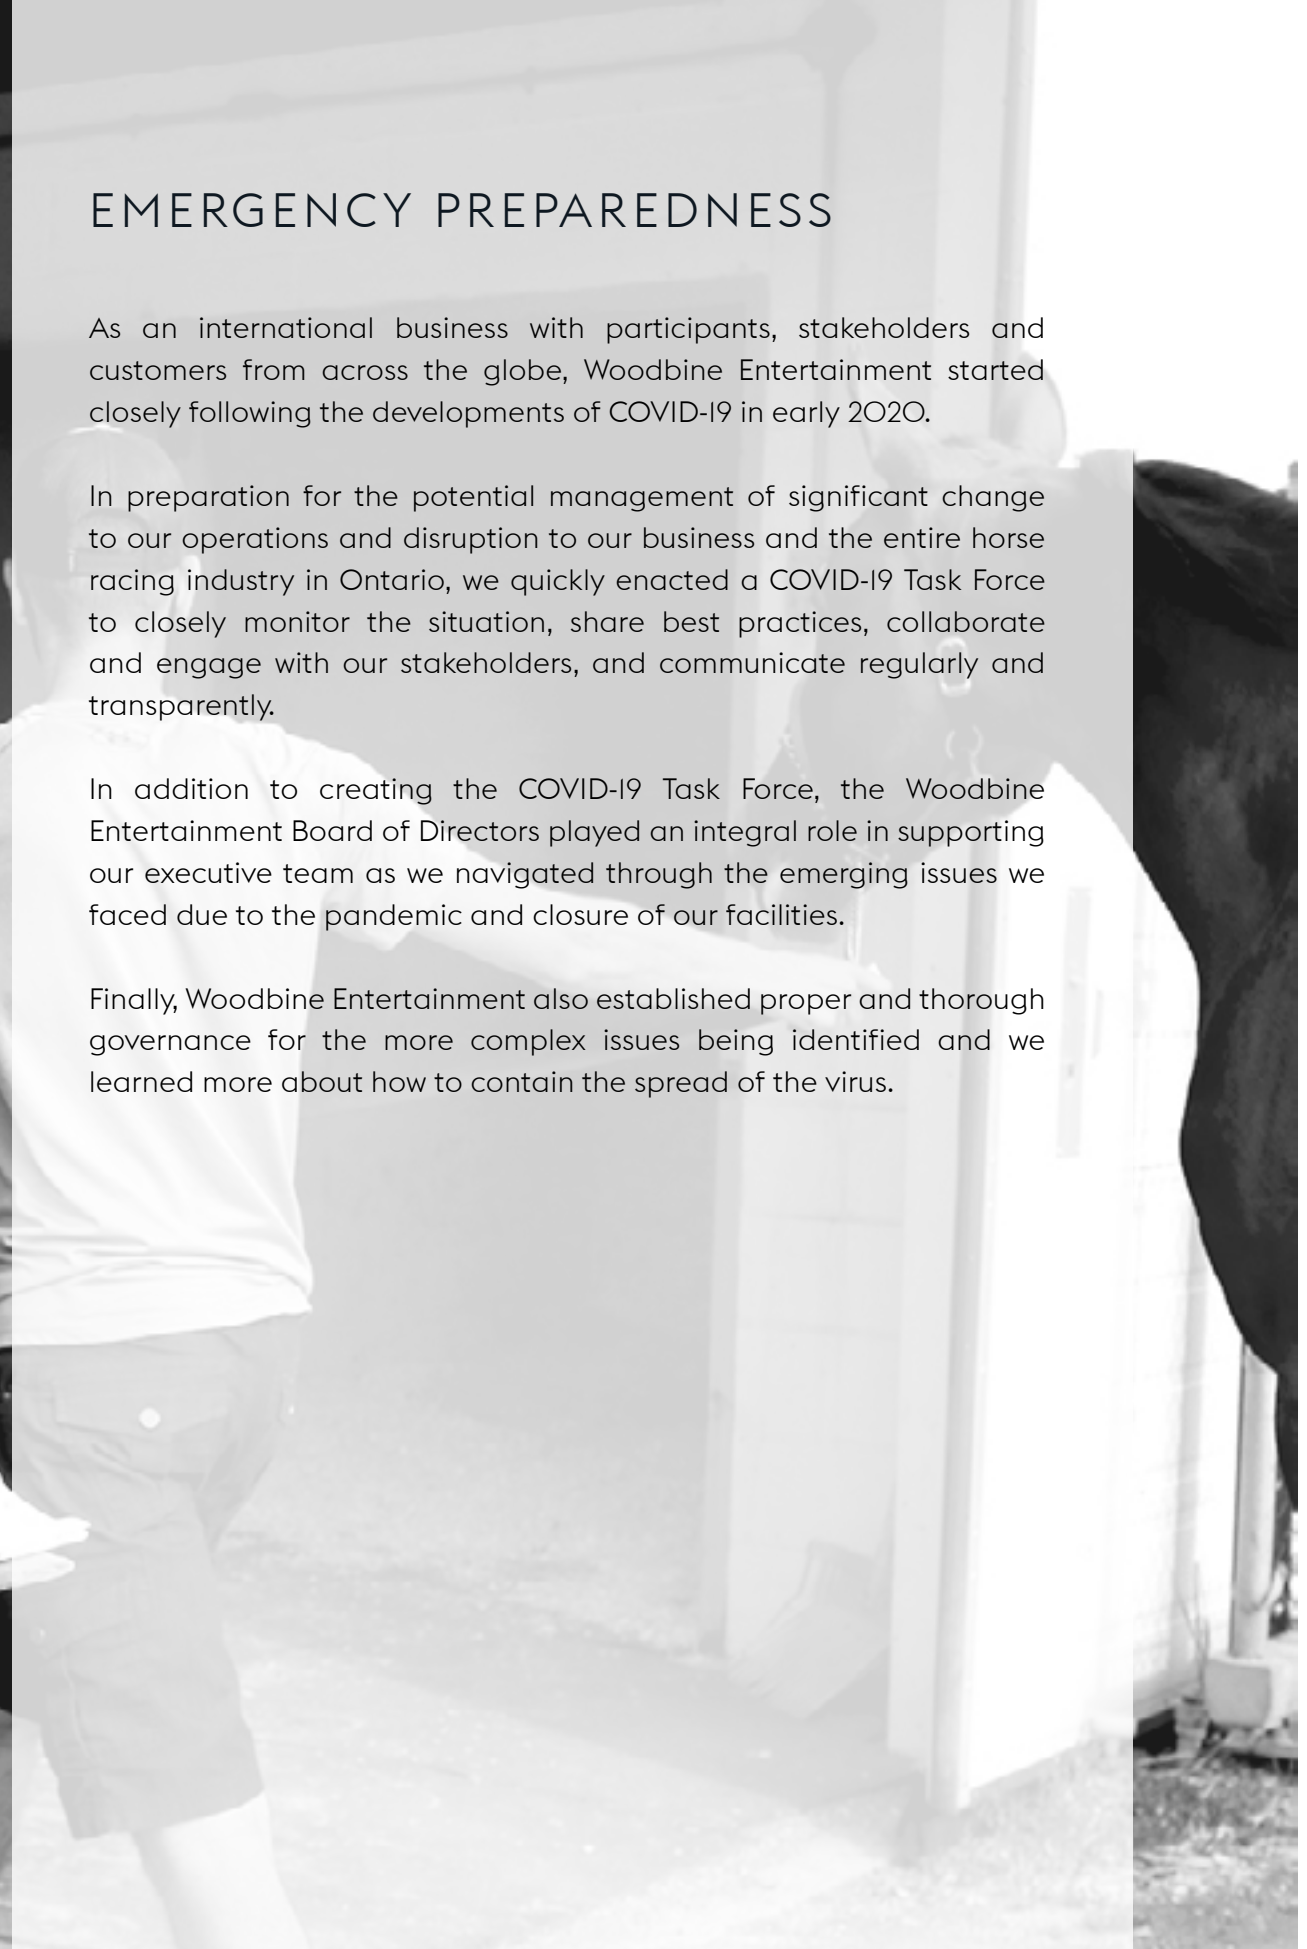 EMERGENCY PREPAREDNESS
As an international business with participants, stakeholders and
customers from across the globe, Woodbine Entertainment started
closely following the developments of COVID-19 in early 2020.
In preparation for the potential management of significant change
to our operations and disruption to our business and the entire horse
racing industry in Ontario, we quickly enacted a COVID-19 Task Force
to closely monitor the situation, share best practices, collaborate
and engage with our stakeholders, and communicate regularly and
transparently.
In addition to creating the COVID-19 Task Force, the Woodbine
Entertainment Board of Directors played an integral role in supporting
our executive team as we navigated through the emerging issues we
faced due to the pandemic and closure of our facilities.
Finally, Woodbine Entertainment also established proper and thorough
governance for the more complex issues being identified and we
learned more about how to contain the spread of the virus.